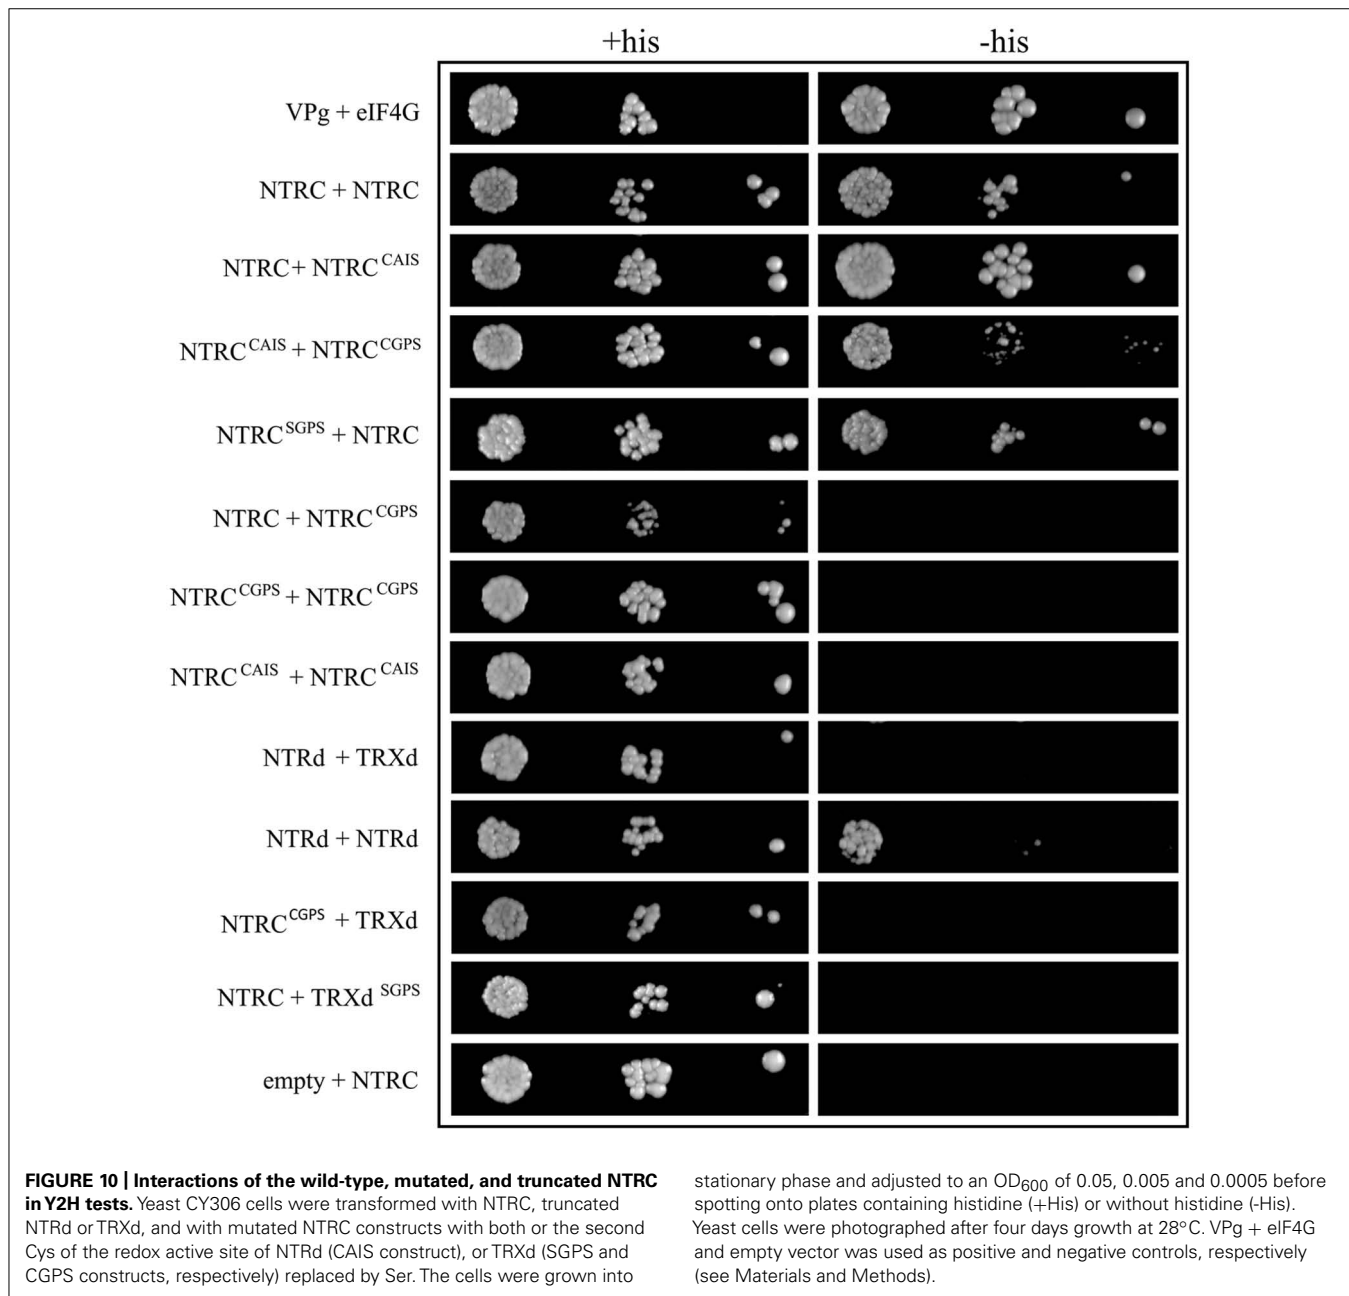 +his -his
VPg + eIF4G
NTRC + NTRC
NTRC+ NTRC CAIS
NTRC CAIS + NTRC CGPS
NTRC SGPS + NTRC
NTRC + NTRC CGPS
NTRC CGPS + NTRC CGPS
NTRC CAIS + NTRC CAIS
NTRd + TRXd
NTRd + NTRd
NTRC CGPS + TRXd
NTRC + TRXd SGPS
empty + NTRC
FIGURE 10 | Interactions of the wild-type, mutated, and truncated NTRC
in Y2H tests. Yeast CY306 cells were transformed with NTRC, truncated
NTRd or TRXd, and with mutated NTRC constructs with both or the second
Cys of the redox active site of NTRd (CAIS construct), or TRXd (SGPS and
CGPS constructs, respectively) replaced by Ser. The cells were grown into
stationary phase and adjusted to an OD600 of 0.05, 0.005 and 0.0005 before
spotting onto plates containing histidine (+His) or without histidine (-His).
Yeast cells were photographed after four days growth at 28°C. VPg + eIF4G
and empty vector was used as positive and negative controls, respectively
(see Materials and Methods).